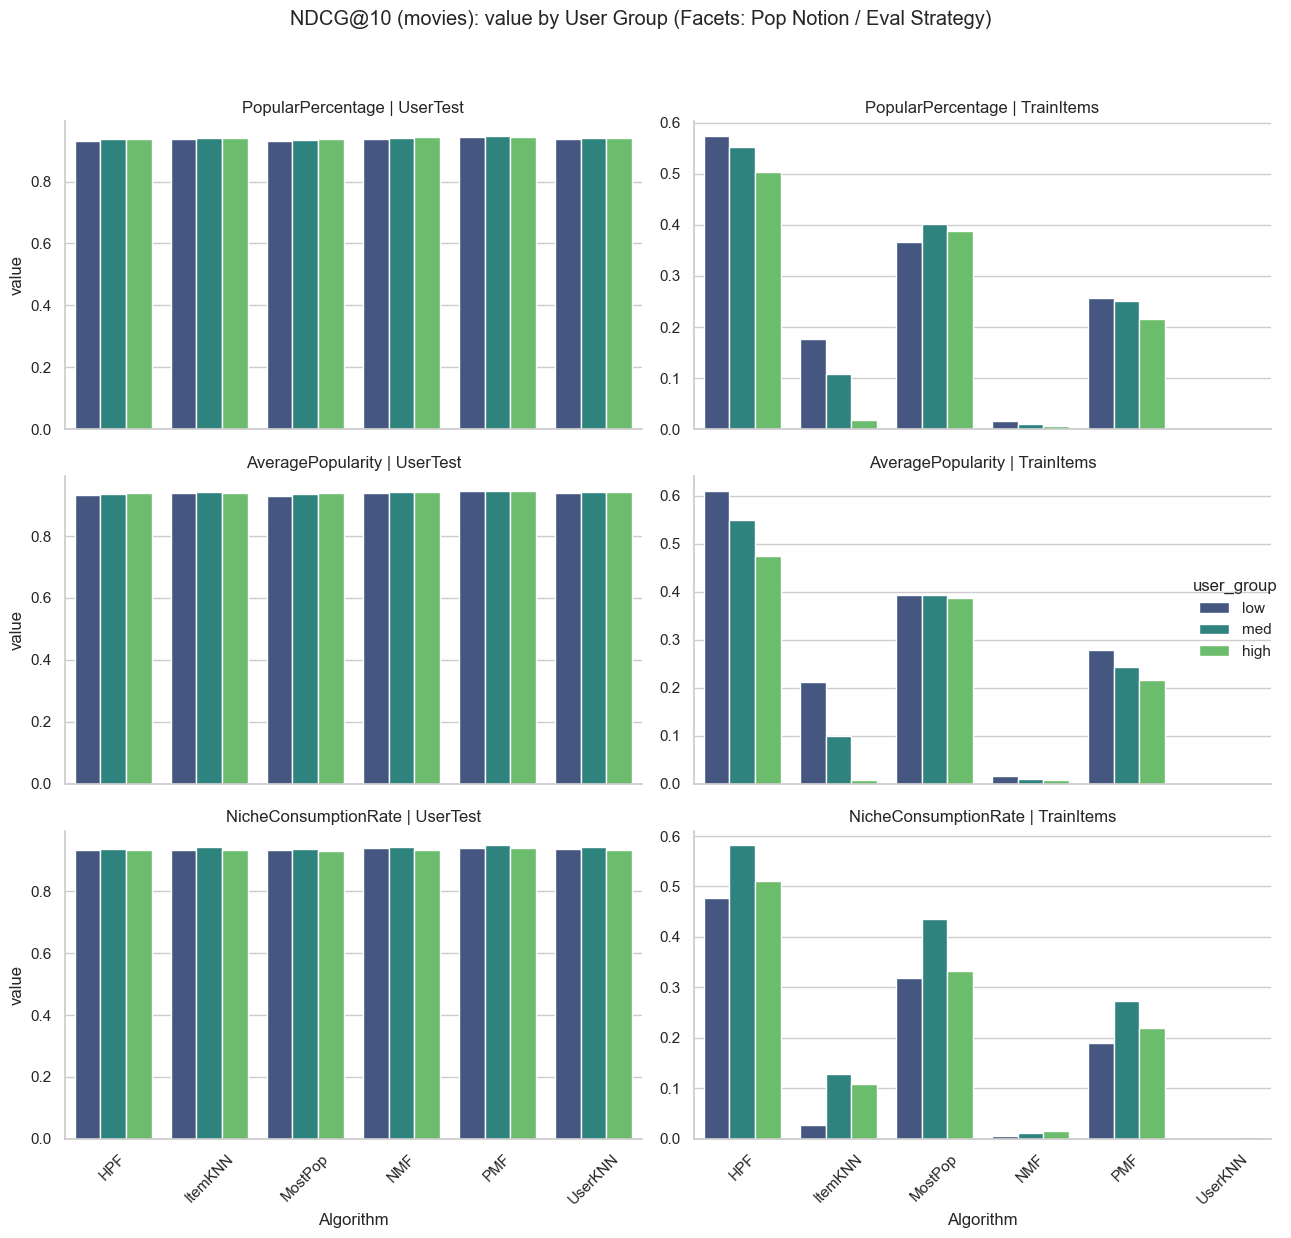 NDCG@10 (movies): value by User Group (Facets: Pop Notion / Eval Strategy)
PopularPercentage | UserTest
0.8
0.6
0.4
0.2
0.0
value
PopularPercentage | TrainItems
0.6
0.5
0.4
0.3
0.2
0.1
0.0
AveragePopularity | UserTest
0.8
0.6
0.4
0.2
0.0
value
AveragePopularity | TrainItems
0.6
0.5
0.4
0.3
0.2
0.1
0.0
user_group
low
med
high
NicheConsumptionRate | UserTest
0.8
0.6
0.4
0.2
0.0
value
HPF
ItemKNN
MostPop
NMF
PMF
UserKNN
Algorithm
NicheConsumptionRate | TrainItems
0.6
0.5
0.4
0.3
0.2
0.1
0.0
HPF
ItemKNN
MostPop
NMF
PMF
UserKNN
Algorithm